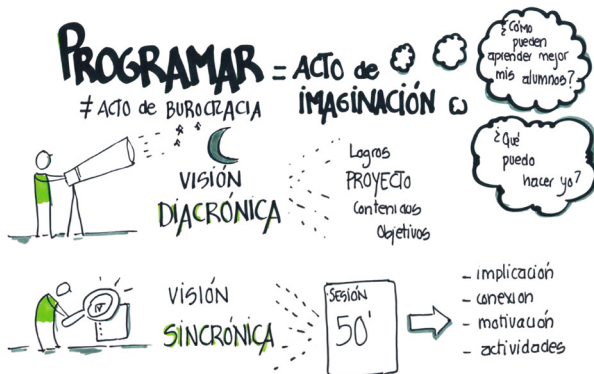 PROGRAMAR = ACTO de
IMAGINACIÓN
≠ ACTO de BUROCRACIA
¿Cómo
pueden
aprender mejor
mis alumnos?
¿Qué
puedo
hacer yo?
VISIÓN
DIACRÓNICA
Logros
PROYECTO
Contenidos
Objetivos
VISIÓN
SINCRÓNICA
SESIÓN
50'
- implicación
- conexion
- motivación
- actividades